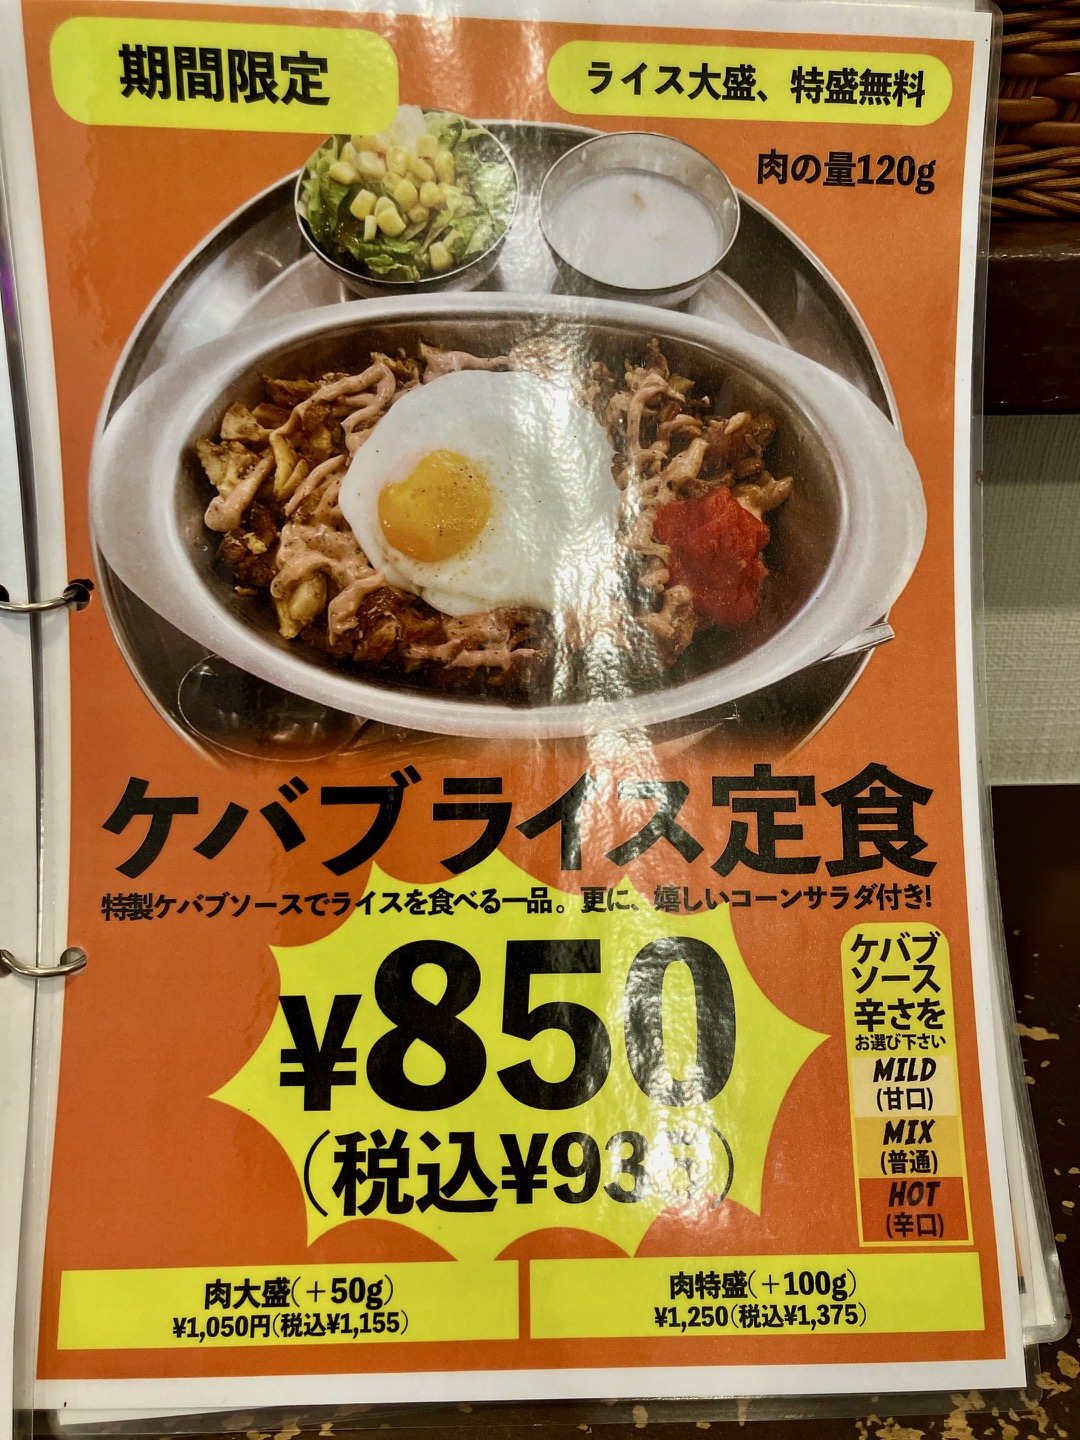 期間限定
ライス大盛、特盛無料
肉の量120g
ケバブライス定食
特製ケバブソースでライスを食べる一品。更に、嬉しいコーンサラダ付き!
¥850
(税込¥93
ケバブ
ソース
辛さを
お選び下さい
MILD
(甘口)
MIX
(普通)
HOT
(辛口)
肉大盛(+50g)
¥1,050円(税込¥1,155)
肉特盛(+100g)
¥1,250(税込¥1,375)